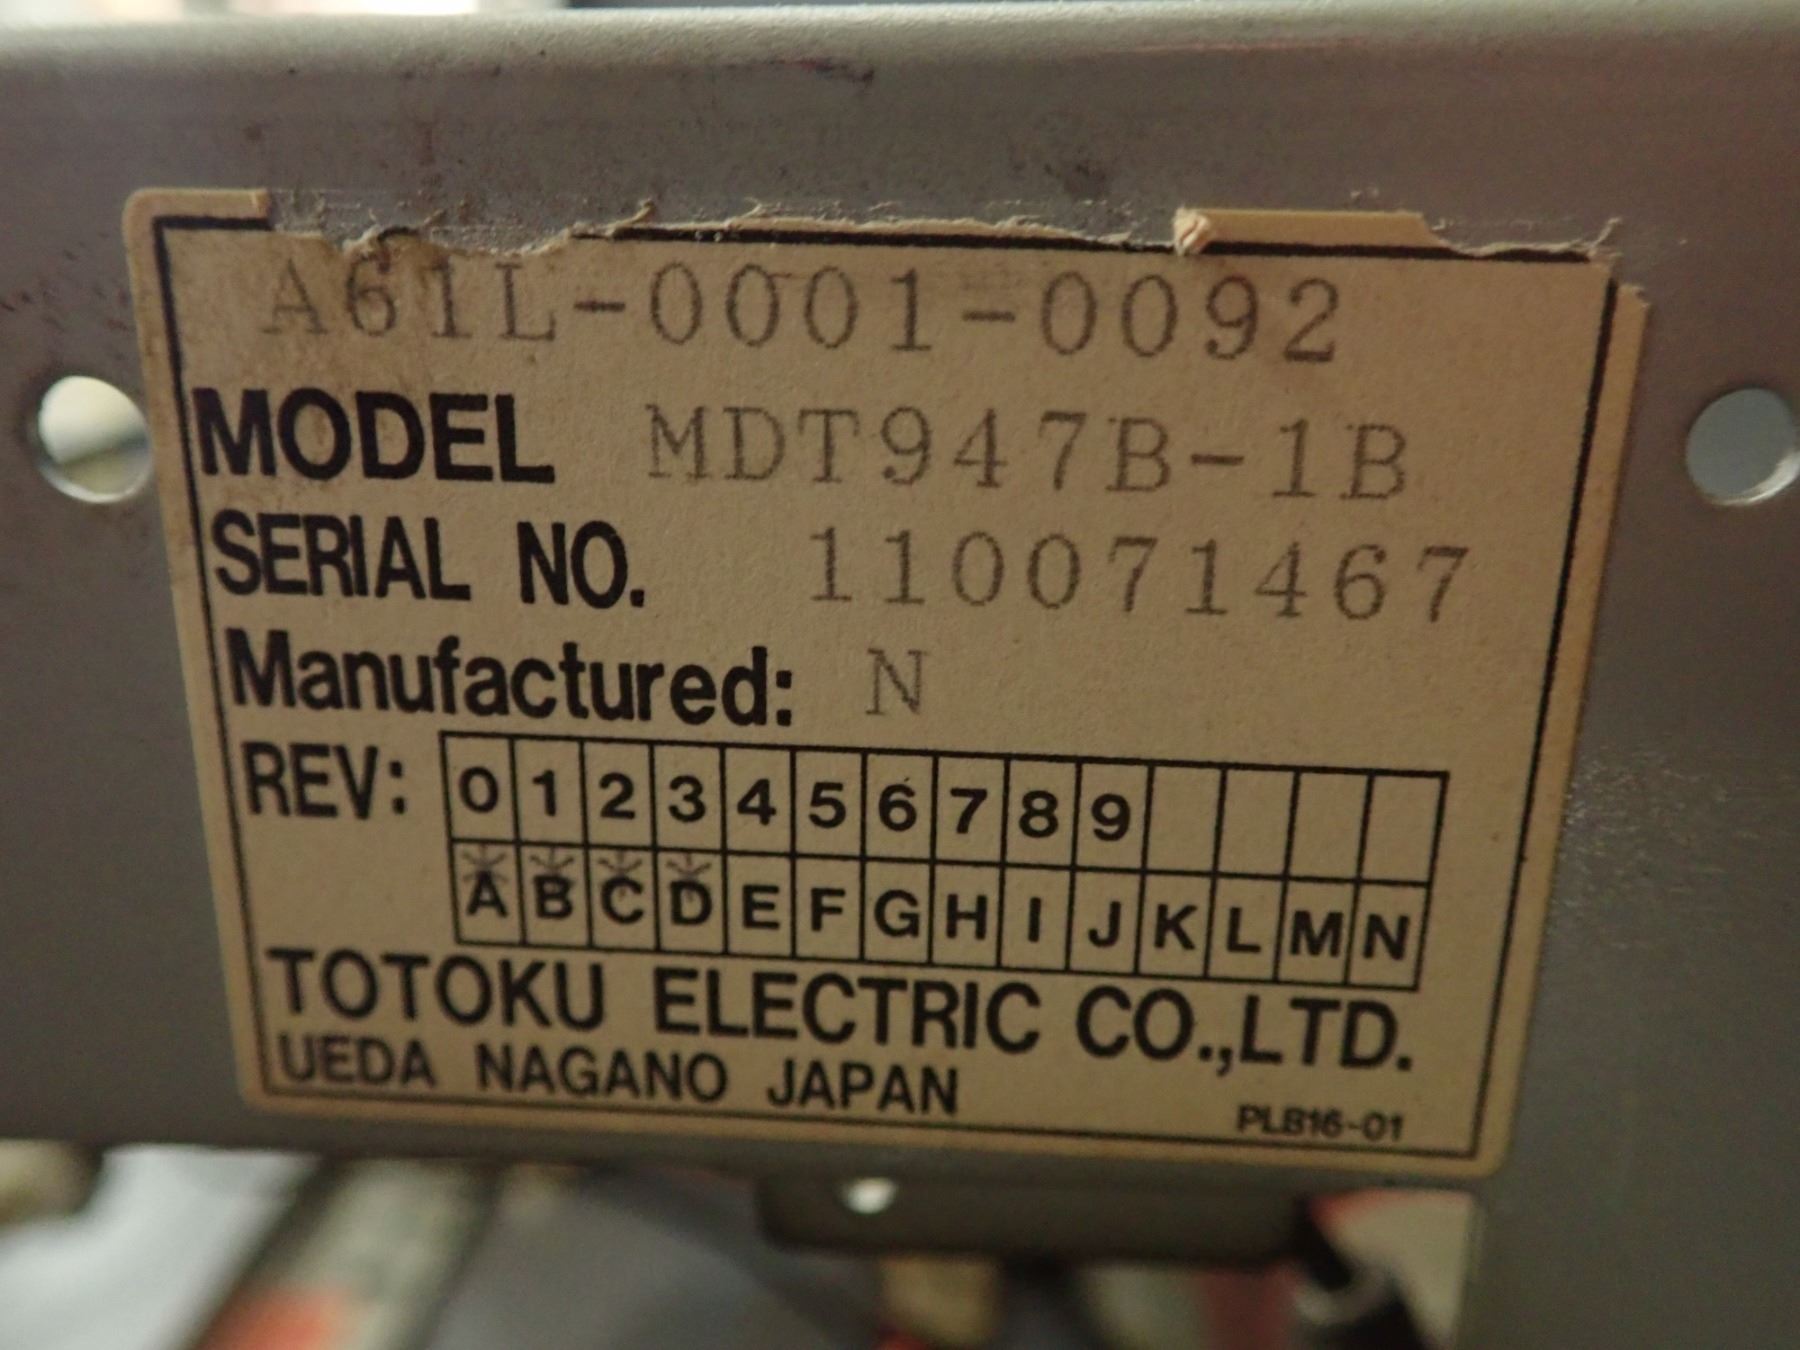 A61L-0001-0092
MODEL MDT947B-1B
SERIAL NO. 110071467
Manufactured: N
REV: 0 1 2 3 4 5 6 7 8 9
A B C D E F G H I J K L M N
TOTOKU ELECTRIC CO.,LTD.
UEDA NAGANO JAPAN
PLB16-01